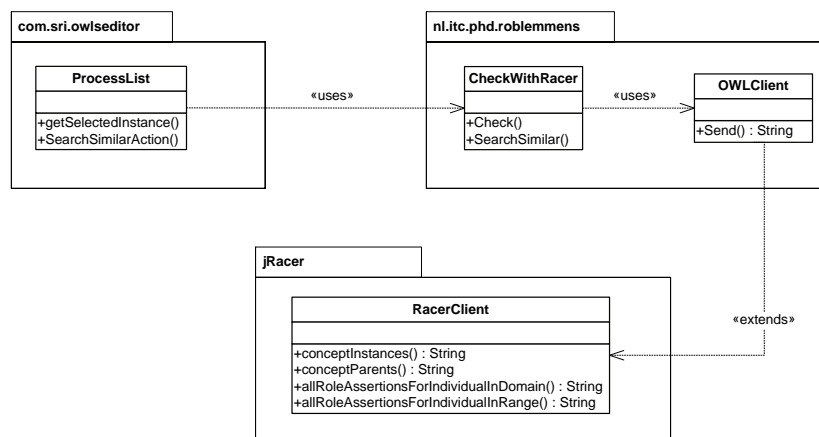 com.sri.owlseditor
nl.itc.phd.roblemmens
ProcessList
+getSelectedInstance()
+SearchSimilarAction()
«uses»
CheckWithRacer
+Check()
+SearchSimilar()
«uses»
OWLClient
+Send() : String
jRacer
RacerClient
+conceptInstances() : String
+conceptParents() : String
+allRoleAssertionsForIndividualInDomain() : String
+allRoleAssertionsForIndividualInRange() : String
«extends»